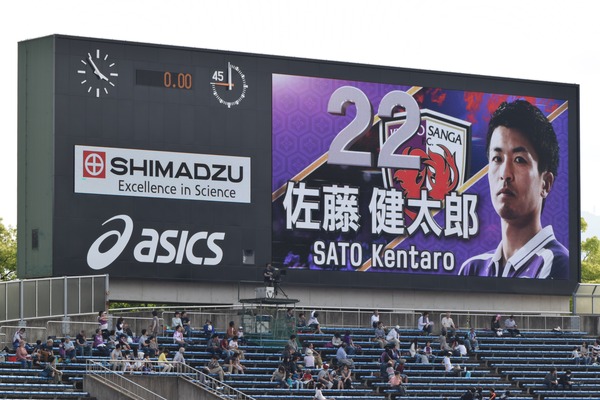 0.00
45
SHIMADZU
Excellence in Science
asics
22
SANGA
佐藤 健太郎
SATO Kentaro